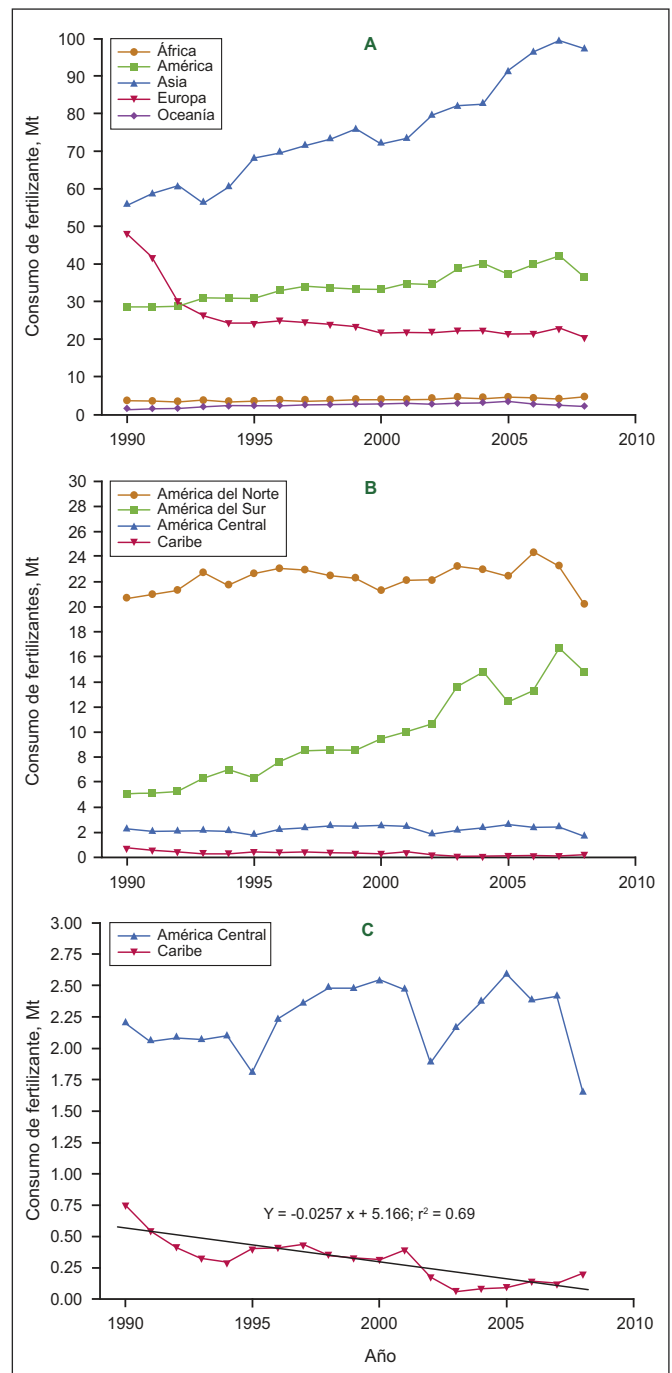 A
África
América
Asia
Europa
Oceanía
Consumo de fertilizante, Mt
100
90
80
70
60
50
40
30
20
10
0
1990
1995
2000
2005
2010
B
América del Norte
América del Sur
América Central
Caribe
Consumo de fertilizantes, Mt
30
28
26
24
22
20
18
16
14
12
10
8
6
4
2
0
1990
1995
2000
2005
2010
C
América Central
Caribe
Consumo de fertilizante, Mt
3.00
2.75
2.50
2.25
2.00
1.75
1.50
1.25
1.00
0.75
0.50
0.25
0.00
Y = -0.0257 x + 5.166; r² = 0.69
1990
1995
2000
2005
2010
Año